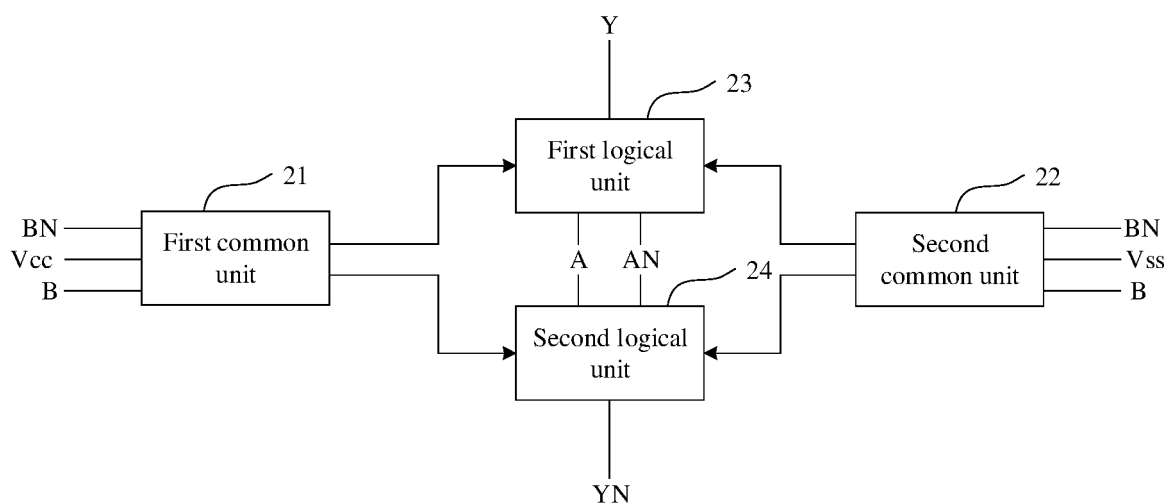 Y
23
First logical
unit
21
22
BN
Vcc
B
First common
unit
A
AN
Second
common unit
BN
Vss
B
24
Second logical
unit
YN